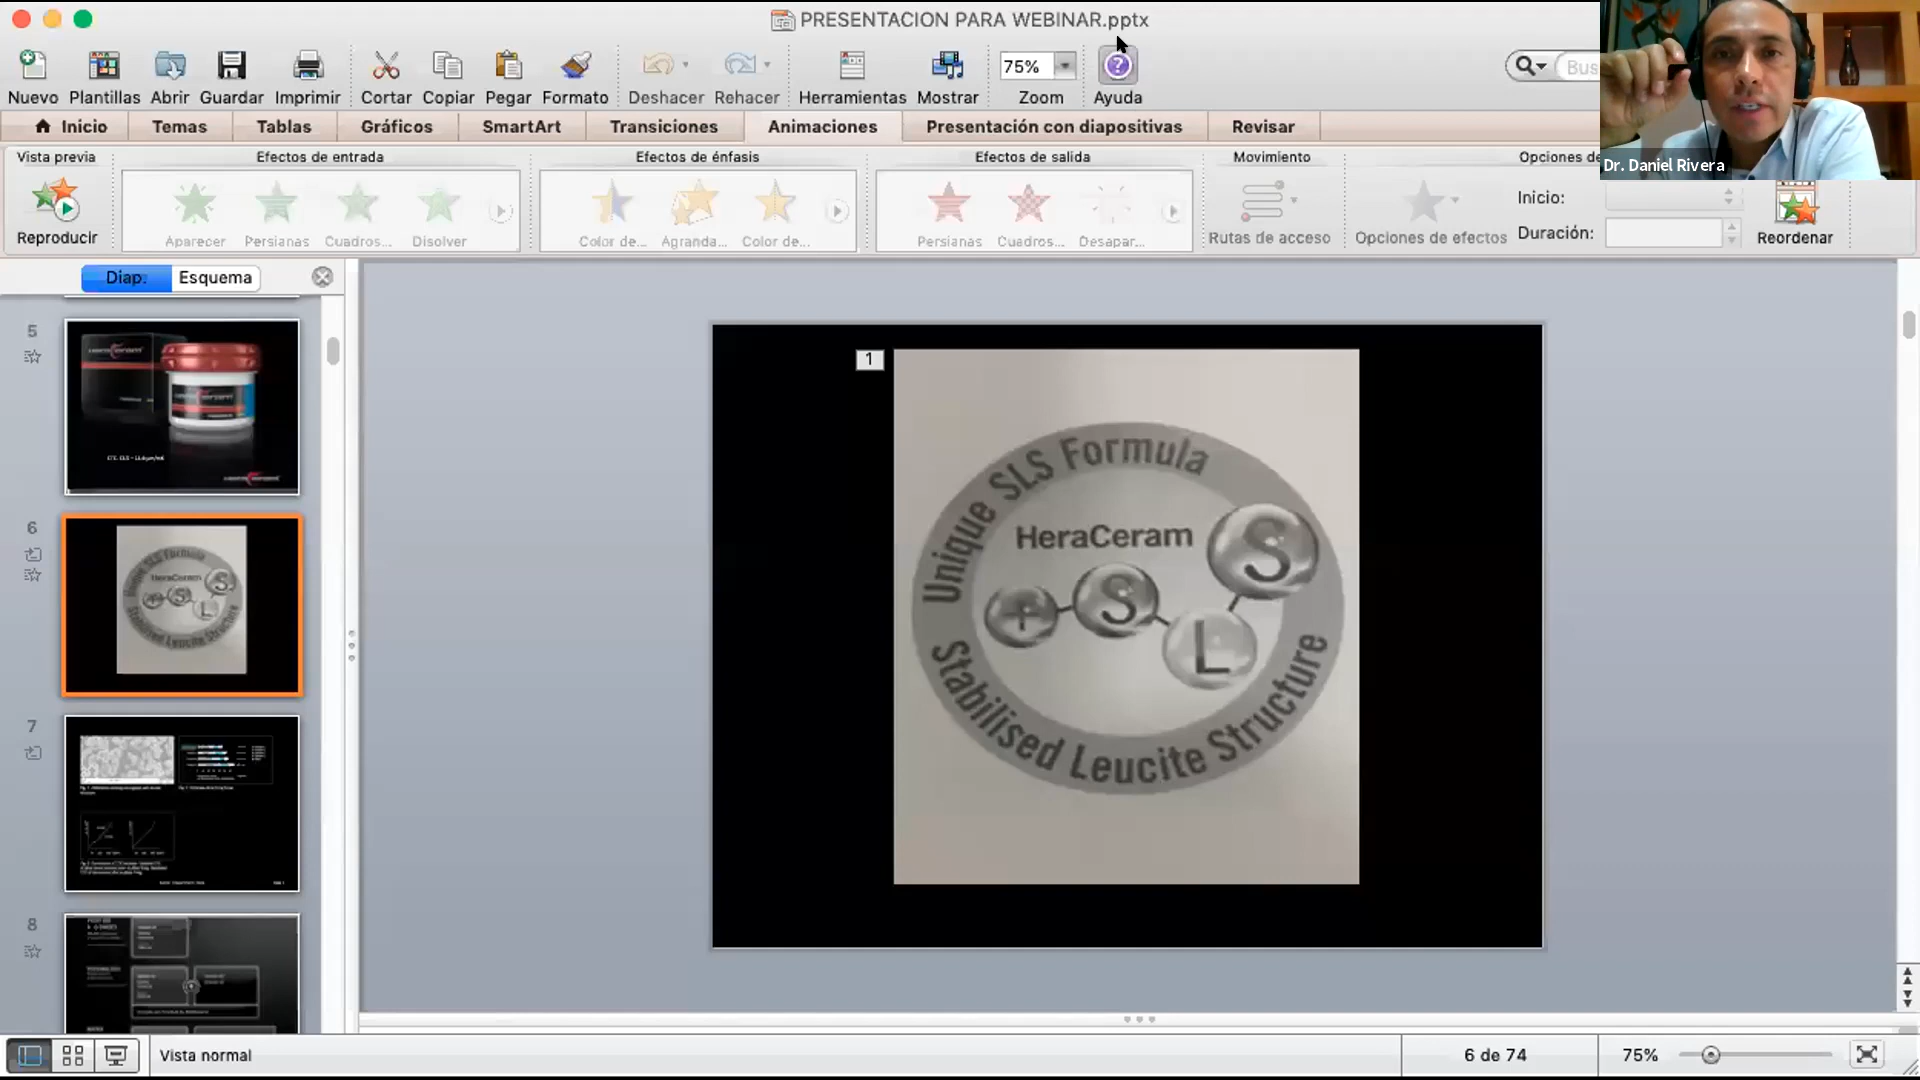 PRESENTACION PARA WEBINAR.pptx
Nuevo Plantillas Abrir Guardar Imprimir Cortar Copiar Pegar Formato Deshacer Rehacer Herramientas Mostrar 75% Zoom Ayuda
Inicio Temas Tablas Gráficos SmartArt Transiciones Animaciones Presentación con diapositivas Revisar
Dr. Daniel Rivera
Vista previa Efectos de entrada Efectos de énfasis Efectos de salida Movimiento Opciones de
Reproducir Aparecer Persianas Cuadros... Disolver Color de... Agranda... Color de... Persianas Cuadros... Desapar... Rutas de acceso Opciones de efectos
Inicio:
Duración:
Reordenar
Diap. Esquema
5
6
7
8
1
Unique SLS Formula
HeraCeram
+ S L S
Stabilised Leucite Structure
Vista normal 6 de 74 75%